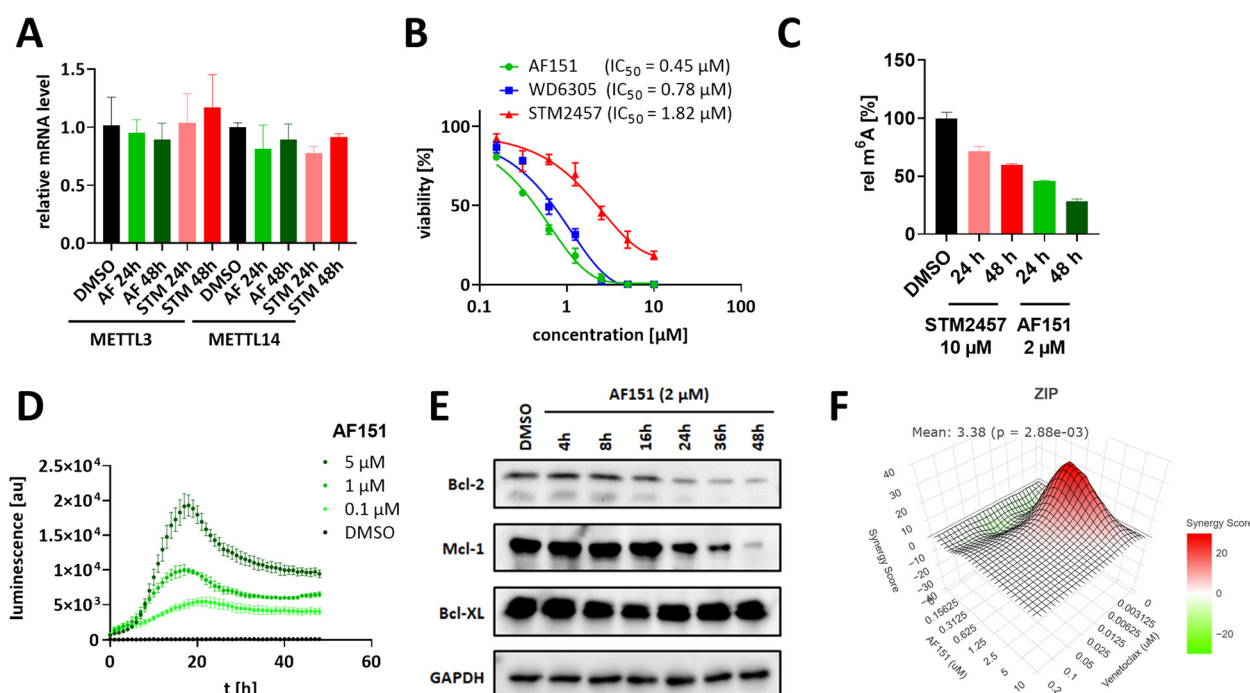 A
relative mRNA level
1.5
1.0
0.5
0.0
DMSO
AF 24h
AF 48h
STM 24h
STM 48h
DMSO
AF 24h
AF 48h
STM 24h
STM 48h
METTL3
METTL14
B
AF151 (IC50 = 0.45 µM)
WD6305 (IC50 = 0.78 µM)
STM2457 (IC50 = 1.82 µM)
viability [%]
100
50
0
0.1
1
10
100
concentration [µM]
C
rel m⁶A [%]
150
100
50
0
DMSO
24 h
48 h
24 h
48 h
STM2457
10 µM
AF151
2 µM
D
AF151
5 µM
1 µM
0.1 µM
DMSO
luminescence [au]
2.5×10⁴
2×10⁴
1.5×10⁴
1×10⁴
5×10³
0
0
20
40
60
t [h]
E
AF151 (2 µM)
DMSO
4h
8h
16h
24h
36h
48h
Bcl-2
Mcl-1
Bcl-XL
GAPDH
F
ZIP
Mean: 3.38 (p = 2.88e-03)
Synergy Score
40
30
20
10
0
−10
−20
−30
−40
0
0.15625
0.3125
0.625
1.25
2.5
5
10
AF151 (uM)
0
0.003125
0.00625
0.0125
0.025
0.05
0.1
0.2
Venetoclax (uM)
Synergy Score
20
0
−20